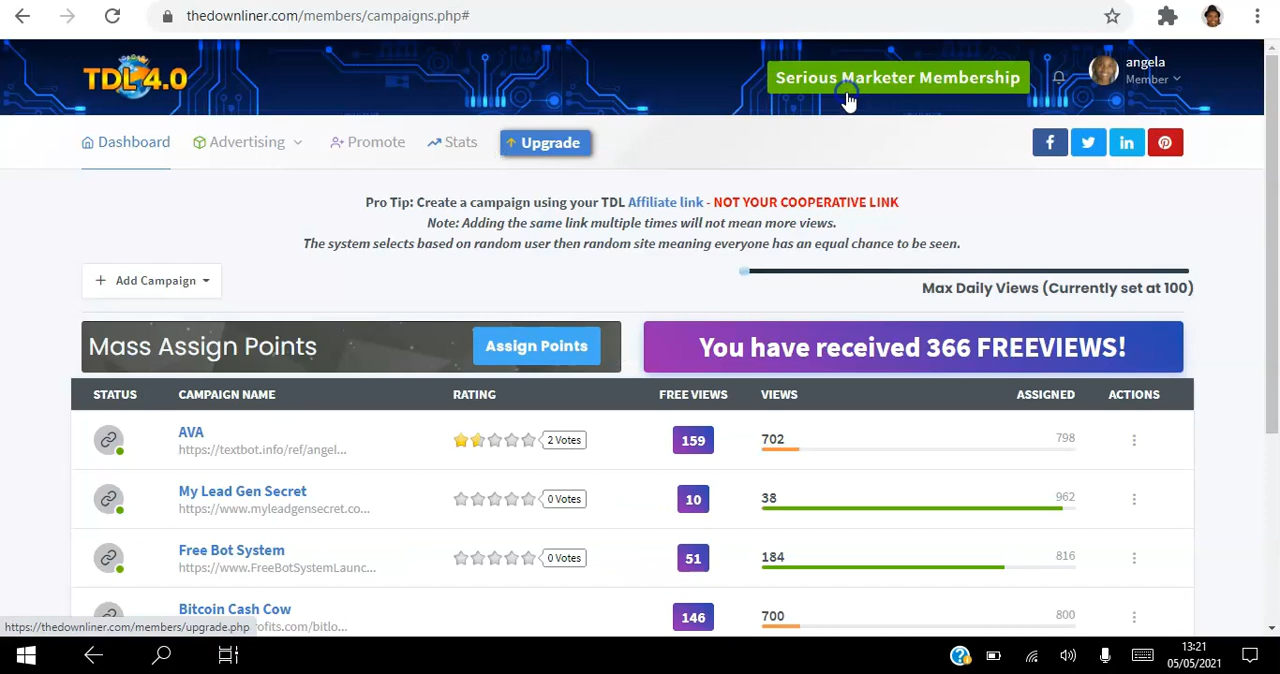 thedownliner.com/members/campaigns.php#
TDL 4.0
Serious Marketer Membership
angela
Member
Dashboard
Advertising
Promote
Stats
Upgrade
Pro Tip: Create a campaign using your TDL Affiliate link - NOT YOUR COOPERATIVE LINK
Note: Adding the same link multiple times will not mean more views.
The system selects based on random user then random site meaning everyone has an equal chance to be seen.
+ Add Campaign
Max Daily Views (Currently set at 100)
Mass Assign Points
Assign Points
You have received 366 FREEVIEWS!
STATUS CAMPAIGN NAME RATING FREE VIEWS VIEWS ASSIGNED ACTIONS
AVA
https://textbot.info/ref/angel...
2 Votes
159
702
798
My Lead Gen Secret
https://www.myleadgensecret.co...
0 Votes
10
38
962
Free Bot System
https://www.FreeBotSystemLaunc...
0 Votes
51
184
816
Bitcoin Cash Cow
profits.com/bitlo...
146
700
800
https://thedownliner.com/members/upgrade.php
13:21
05/05/2021